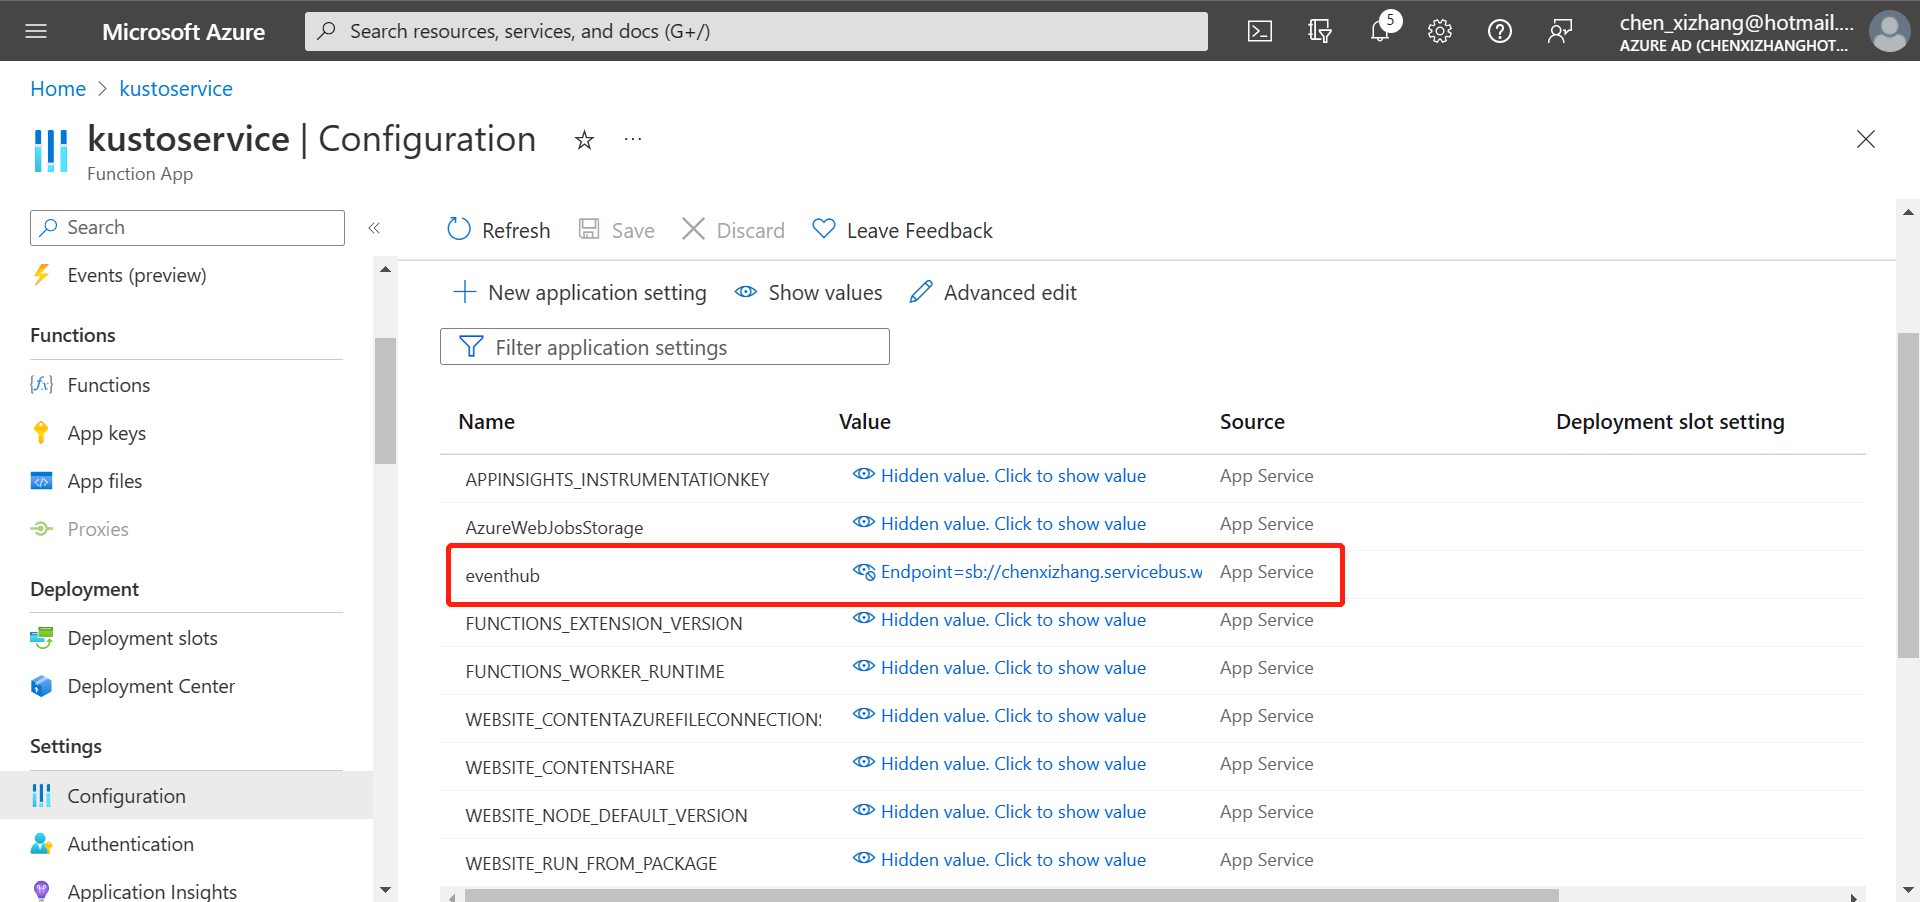 Microsoft Azure
Search resources, services, and docs (G+/)
5
chen_xizhang@hotmail....
AZURE AD (CHENXIZHANGHOT...
Home > kustoservice
kustoservice | Configuration
Function App
Search
Refresh Save Discard Leave Feedback
Events (preview)
Functions
Functions
App keys
App files
Proxies
Deployment
Deployment slots
Deployment Center
Settings
Configuration
Authentication
Application Insights
New application setting Show values Advanced edit
Filter application settings
Name Value Source Deployment slot setting
APPINSIGHTS_INSTRUMENTATIONKEY Hidden value. Click to show value App Service
AzureWebJobsStorage Hidden value. Click to show value App Service
eventhub Endpoint=sb://chenxizhang.servicebus.w App Service
FUNCTIONS_EXTENSION_VERSION Hidden value. Click to show value App Service
FUNCTIONS_WORKER_RUNTIME Hidden value. Click to show value App Service
WEBSITE_CONTENTAZUREFILECONNECTIONS Hidden value. Click to show value App Service
WEBSITE_CONTENTSHARE Hidden value. Click to show value App Service
WEBSITE_NODE_DEFAULT_VERSION Hidden value. Click to show value App Service
WEBSITE_RUN_FROM_PACKAGE Hidden value. Click to show value App Service